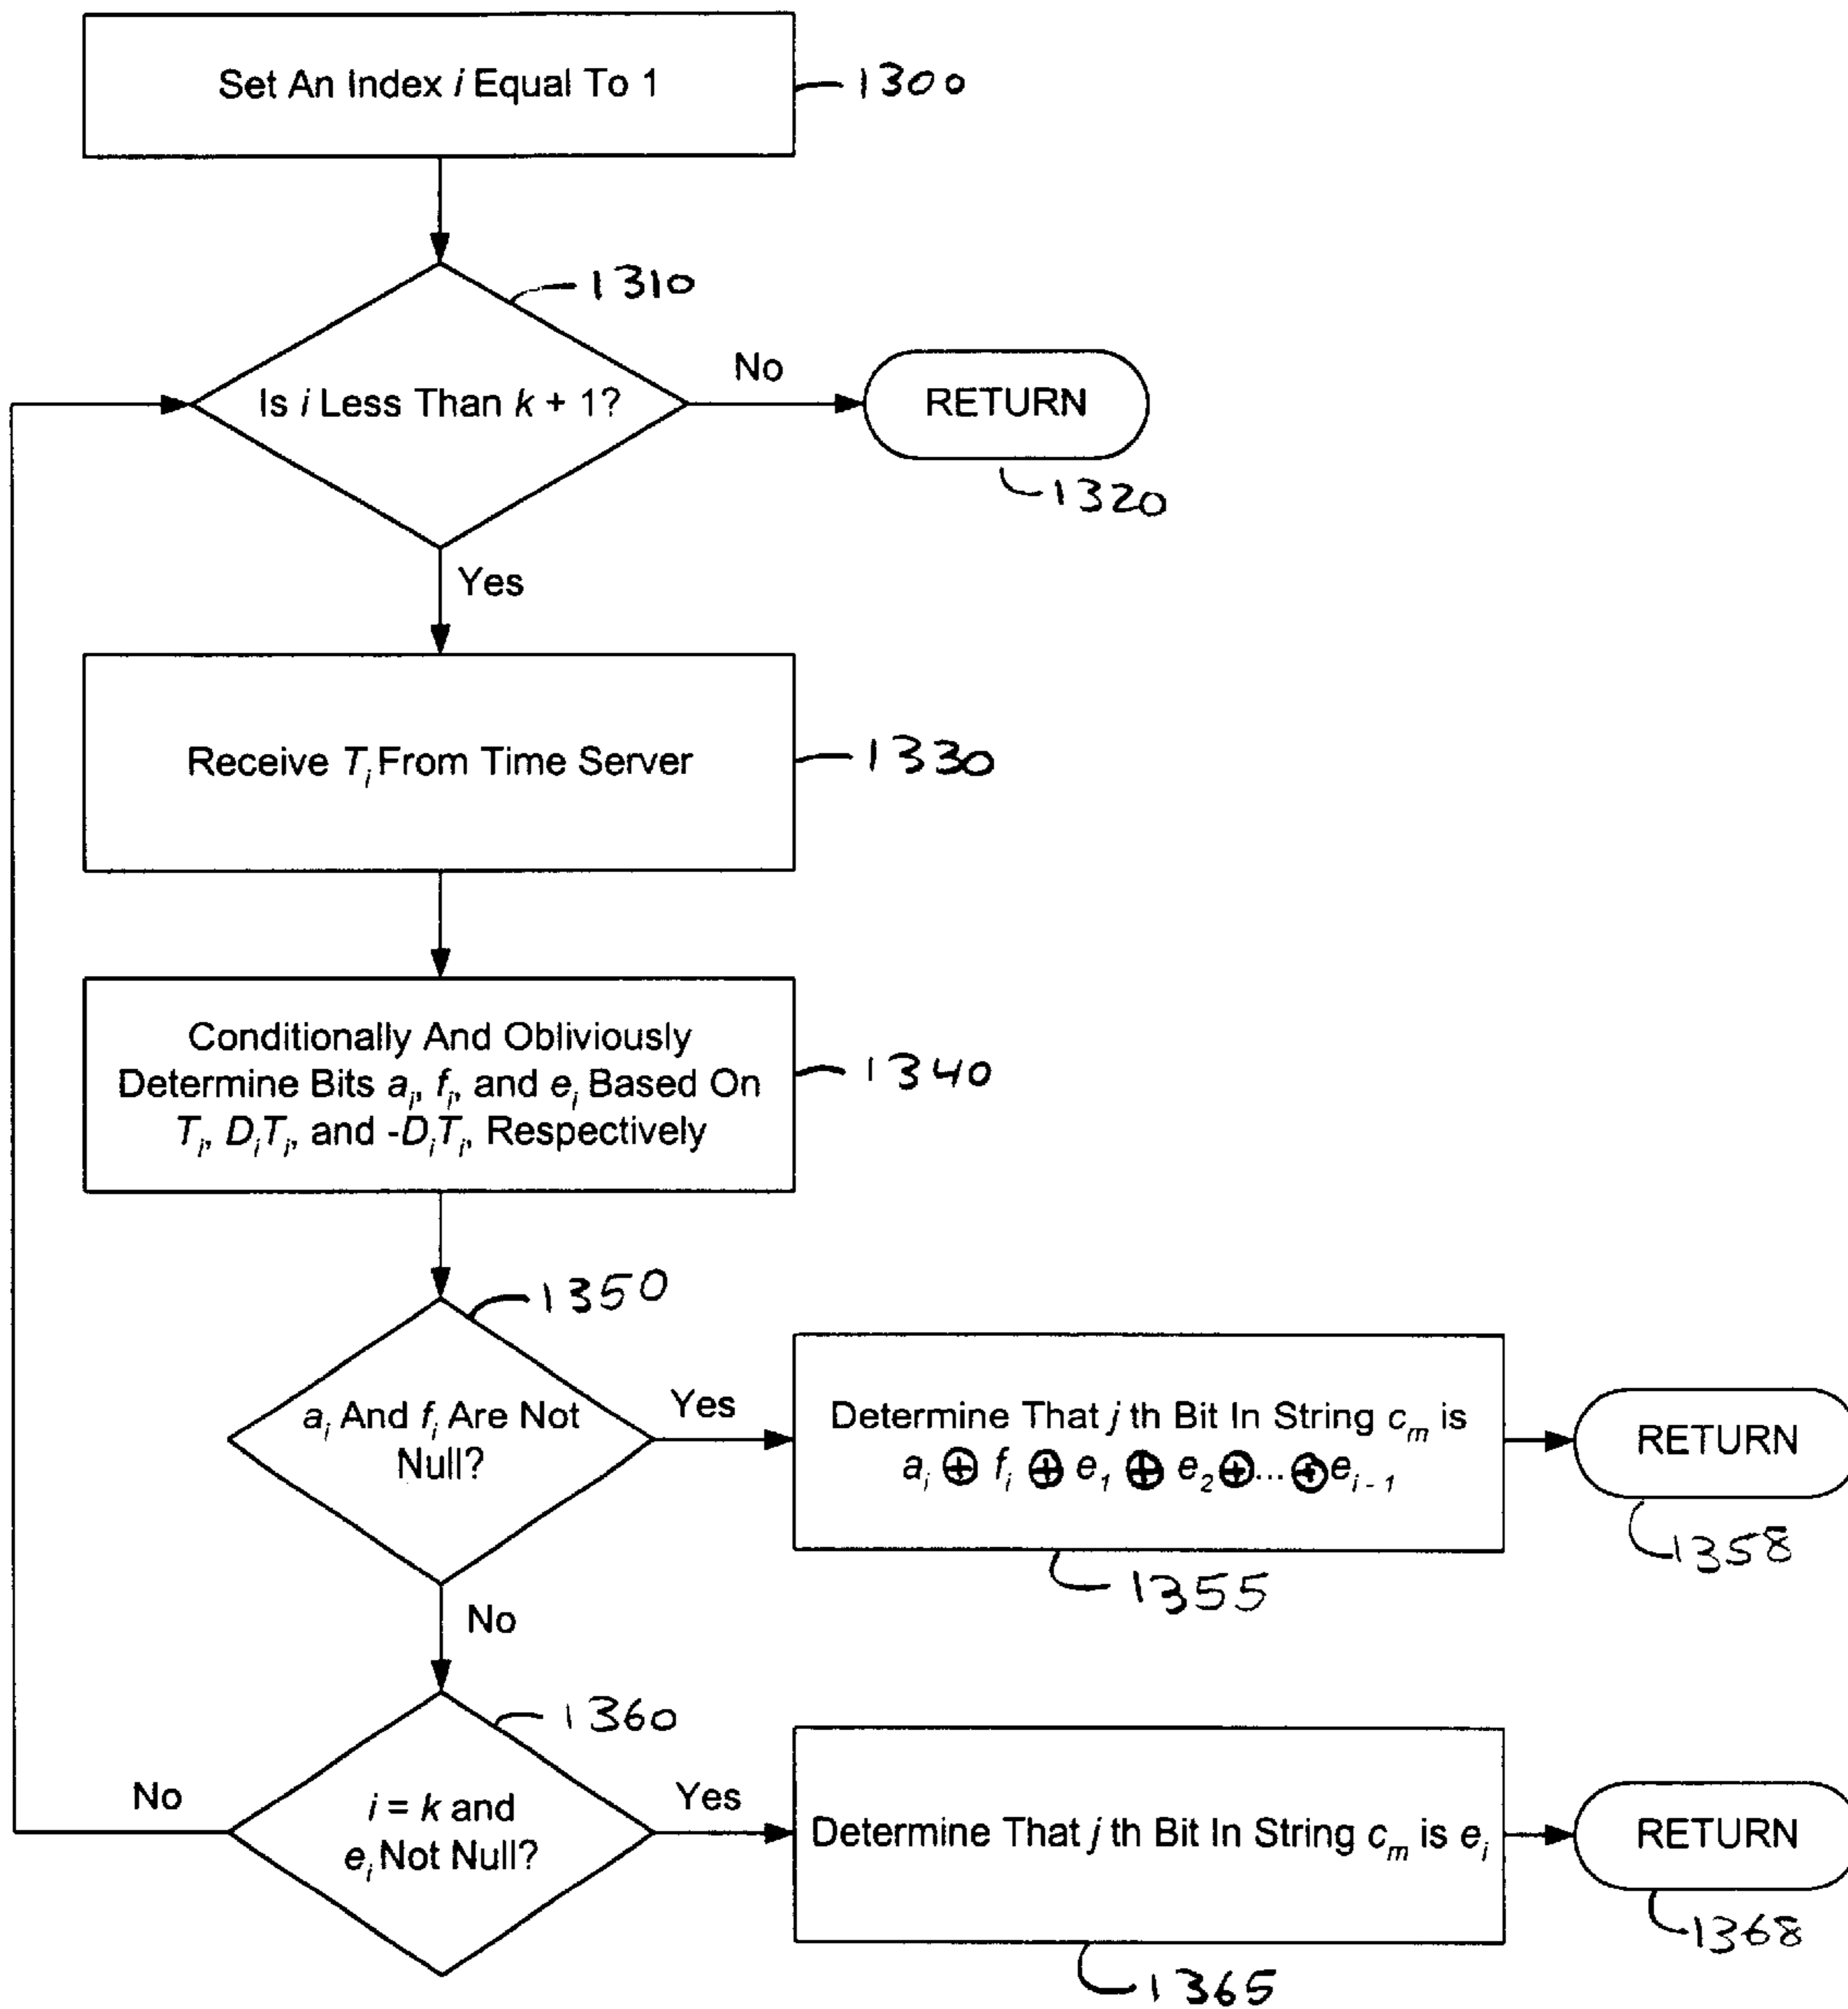 Set An Index i Equal To 1
1300
1310
Is i Less Than k + 1?
No
RETURN
1320
Yes
Receive T_i From Time Server
1330
Conditionally And Obliviously
Determine Bits a_i, f_i, and e_i Based On
T_i, D_iT_i, and -D_iT_i, Respectively
1340
1350
a_i And f_i Are Not
Null?
Yes
Determine That j th Bit In String c_m is
a_i ⊕ f_i ⊕ e_1 ⊕ e_2 ⊕... ⊕ e_{i - 1}
RETURN
1358
1355
No
1360
No
i = k and
e_i Not Null?
Yes
Determine That j th Bit In String c_m is e_i
RETURN
1368
1365